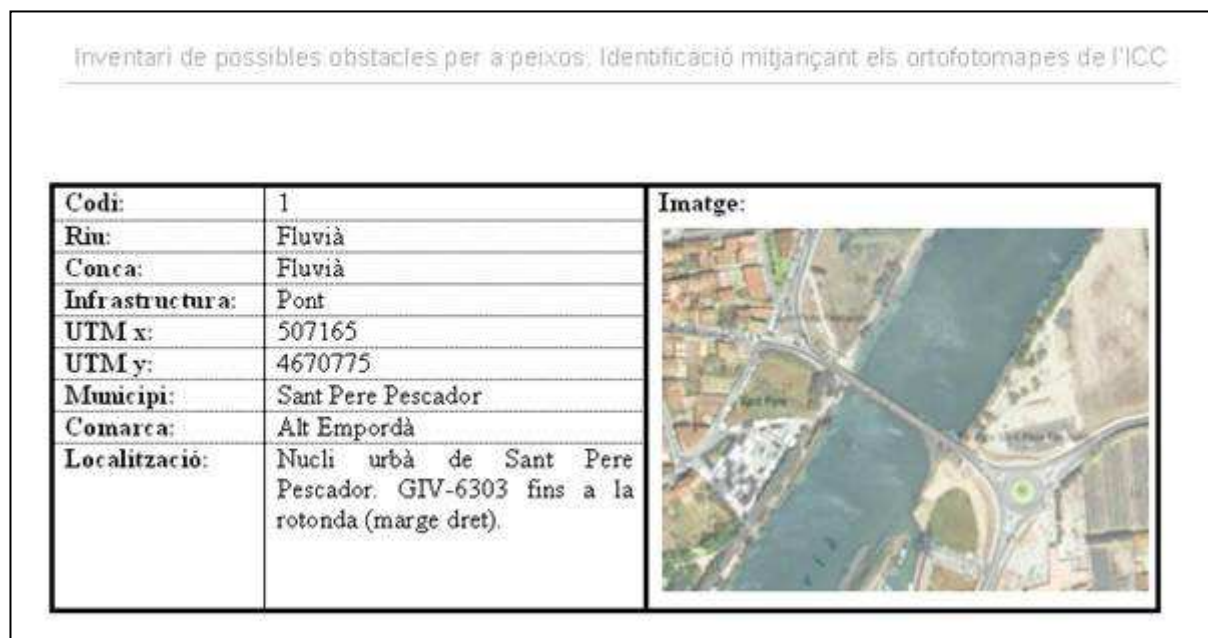 Inventari de possibles obstacles per a peixos. Identificació mitjançant els ortofotomapes de l'ICC
Codi: 1
Riu: Fluvià
Conca: Fluvià
Infrastructura: Pont
UTM x: 507165
UTM y: 4670775
Municipi: Sant Pere Pescador
Comarca: Alt Empordà
Localització: Nucli urbà de Sant Pere
Pescador. GIV-6303 fins a la
rotonda (marge dret).
Imatge:
Sant Pere